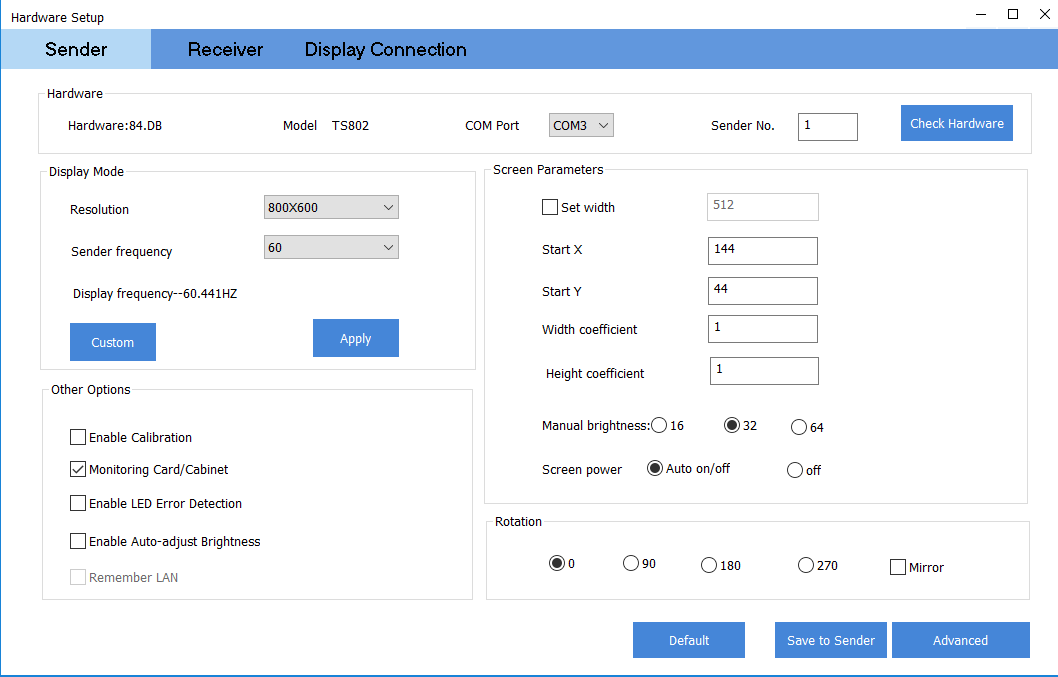 Hardware Setup
Sender Receiver Display Connection
Hardware
Hardware:84.DB Model TS802 COM Port COM3 Sender No. 1 Check Hardware
Display Mode
Resolution 800X600
Sender frequency 60
Display frequency--60.441HZ
Custom Apply
Other Options
Enable Calibration
Monitoring Card/Cabinet
Enable LED Error Detection
Enable Auto-adjust Brightness
Remember LAN
Screen Parameters
Set width 512
Start X 144
Start Y 44
Width coefficient 1
Height coefficient 1
Manual brightness: 16 32 64
Screen power Auto on/off off
Rotation
0 90 180 270 Mirror
Default Save to Sender Advanced